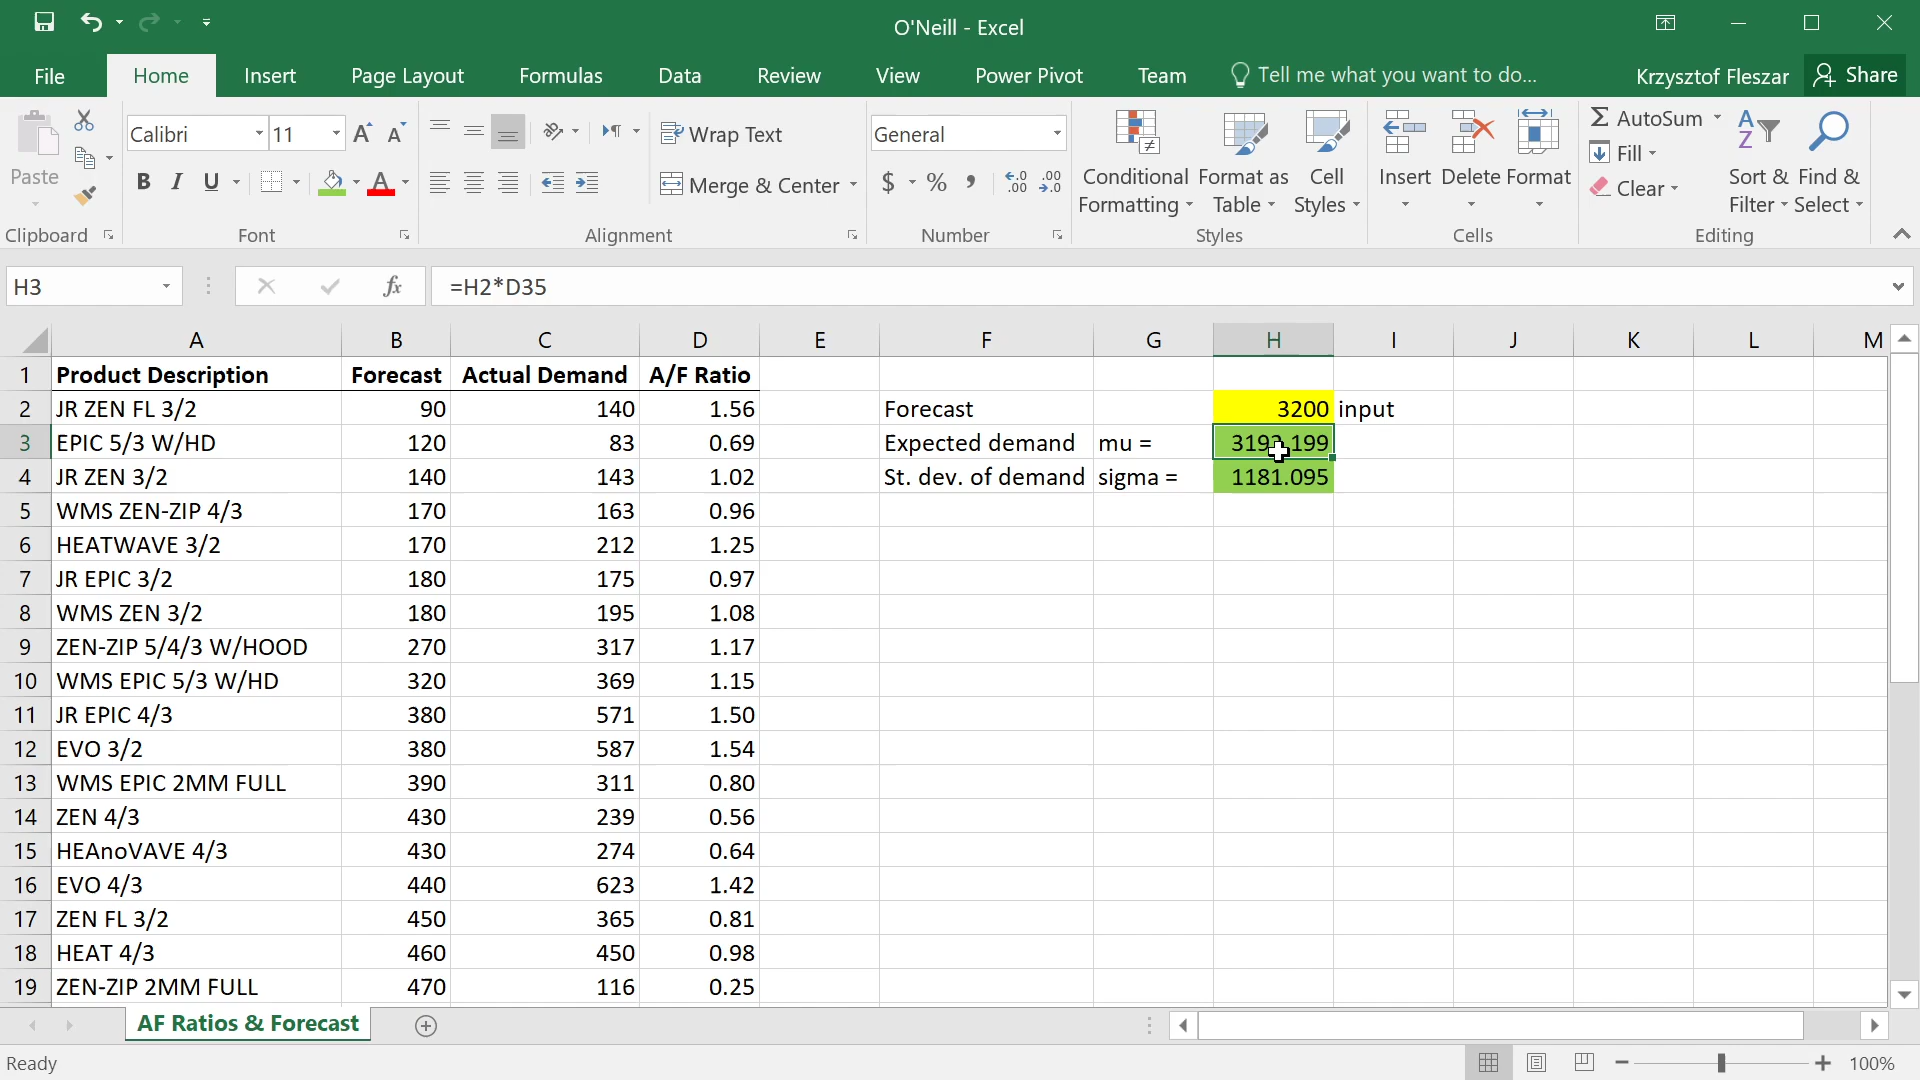 O'Neill - Excel
File Home Insert Page Layout Formulas Data Review View Power Pivot Team Tell me what you want to do... Krzysztof Fleszar Share
Paste
Calibri 11 A A
B I U A
Wrap Text
Merge & Center
General
$ % , .0 .00 .00 .0
Conditional Formatting
Format as Table
Cell Styles
Insert Delete Format
Σ AutoSum
Fill
Clear
A Z
Sort & Filter
Find & Select
Clipboard Font Alignment Number Styles Cells Editing
H3 fx =H2*D35
A B C D E F G H I J K L M
1 Product Description Forecast Actual Demand A/F Ratio
2 JR ZEN FL 3/2 90 140 1.56 Forecast 3200 input
3 EPIC 5/3 W/HD 120 83 0.69 Expected demand mu =
4 JR ZEN 3/2 140 143 1.02 St. dev. of demand sigma = 1181.095
5 WMS ZEN-ZIP 4/3 170 163 0.96
6 HEATWAVE 3/2 170 212 1.25
7 JR EPIC 3/2 180 175 0.97
8 WMS ZEN 3/2 180 195 1.08
9 ZEN-ZIP 5/4/3 W/HOOD 270 317 1.17
10 WMS EPIC 5/3 W/HD 320 369 1.15
11 JR EPIC 4/3 380 571 1.50
12 EVO 3/2 380 587 1.54
13 WMS EPIC 2MM FULL 390 311 0.80
14 ZEN 4/3 430 239 0.56
15 HEAnoVAVE 4/3 430 274 0.64
16 EVO 4/3 440 623 1.42
17 ZEN FL 3/2 450 365 0.81
18 HEAT 4/3 460 450 0.98
19 ZEN-ZIP 2MM FULL 470 116 0.25
AF Ratios & Forecast
Ready 100%